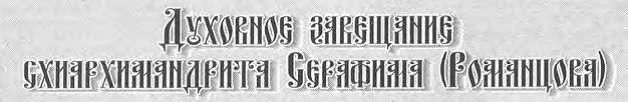 Духовное завещание
схиархимандрита Серафима (Романцова)